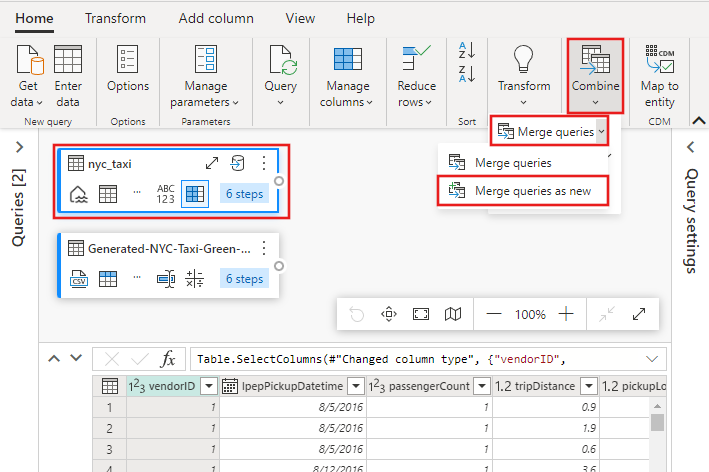 Home Transform Add column View Help
Get data Enter data Options Manage parameters Query Manage columns Reduce rows A Z Z A Transform Combine CDM Map to entity
New query Options Parameters Sort CDM
Merge queries
Merge queries
Merge queries as new
Queries [2]
Query settings
nyc_taxi
ABC 123
6 steps
Generated-NYC-Taxi-Green-...
CSV
6 steps
100%
fx Table.SelectColumns(#"Changed column type", {"vendorID",
1²3 vendorID lpepPickupDatetime 1²3 passengerCount 1.2 tripDistance 1.2 pickupLo
1 1 8/5/2016 1 0.9
2 1 8/5/2016 1 1.9
3 1 8/5/2016 1 0.6
4 1 8/12/2016 1 3.6